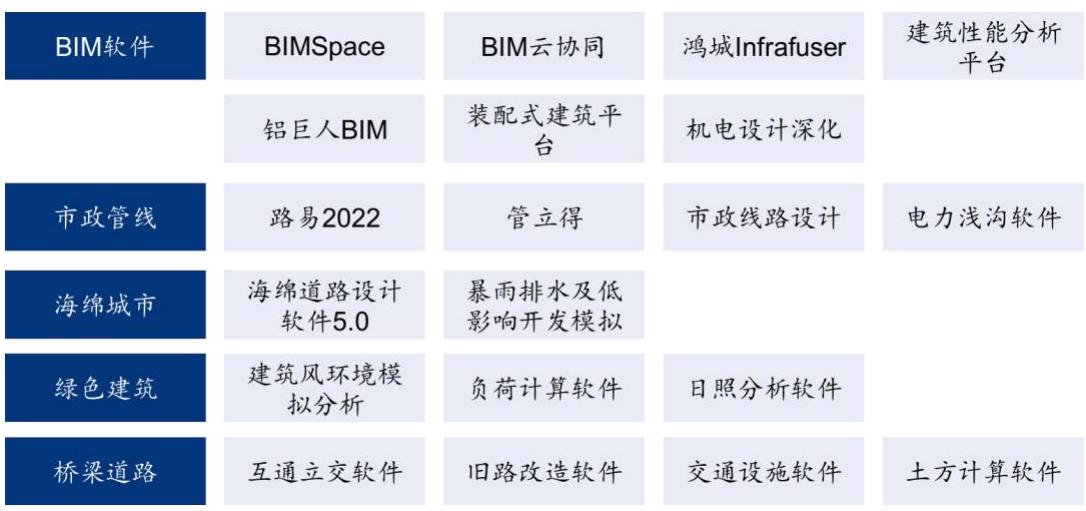 BIM软件
BIMSpace
BIM云协同
鸿城Infrafuser
建筑性能分析
平台
铝巨人BIM
装配式建筑平
台
机电设计深化
市政管线
路易2022
管立得
市政线路设计
电力浅沟软件
海绵城市
海绵道路设计
软件5.0
暴雨排水及低
影响开发模拟
绿色建筑
建筑风环境模
拟分析
负荷计算软件
日照分析软件
桥梁道路
互通立交软件
旧路改造软件
交通设施软件
土方计算软件